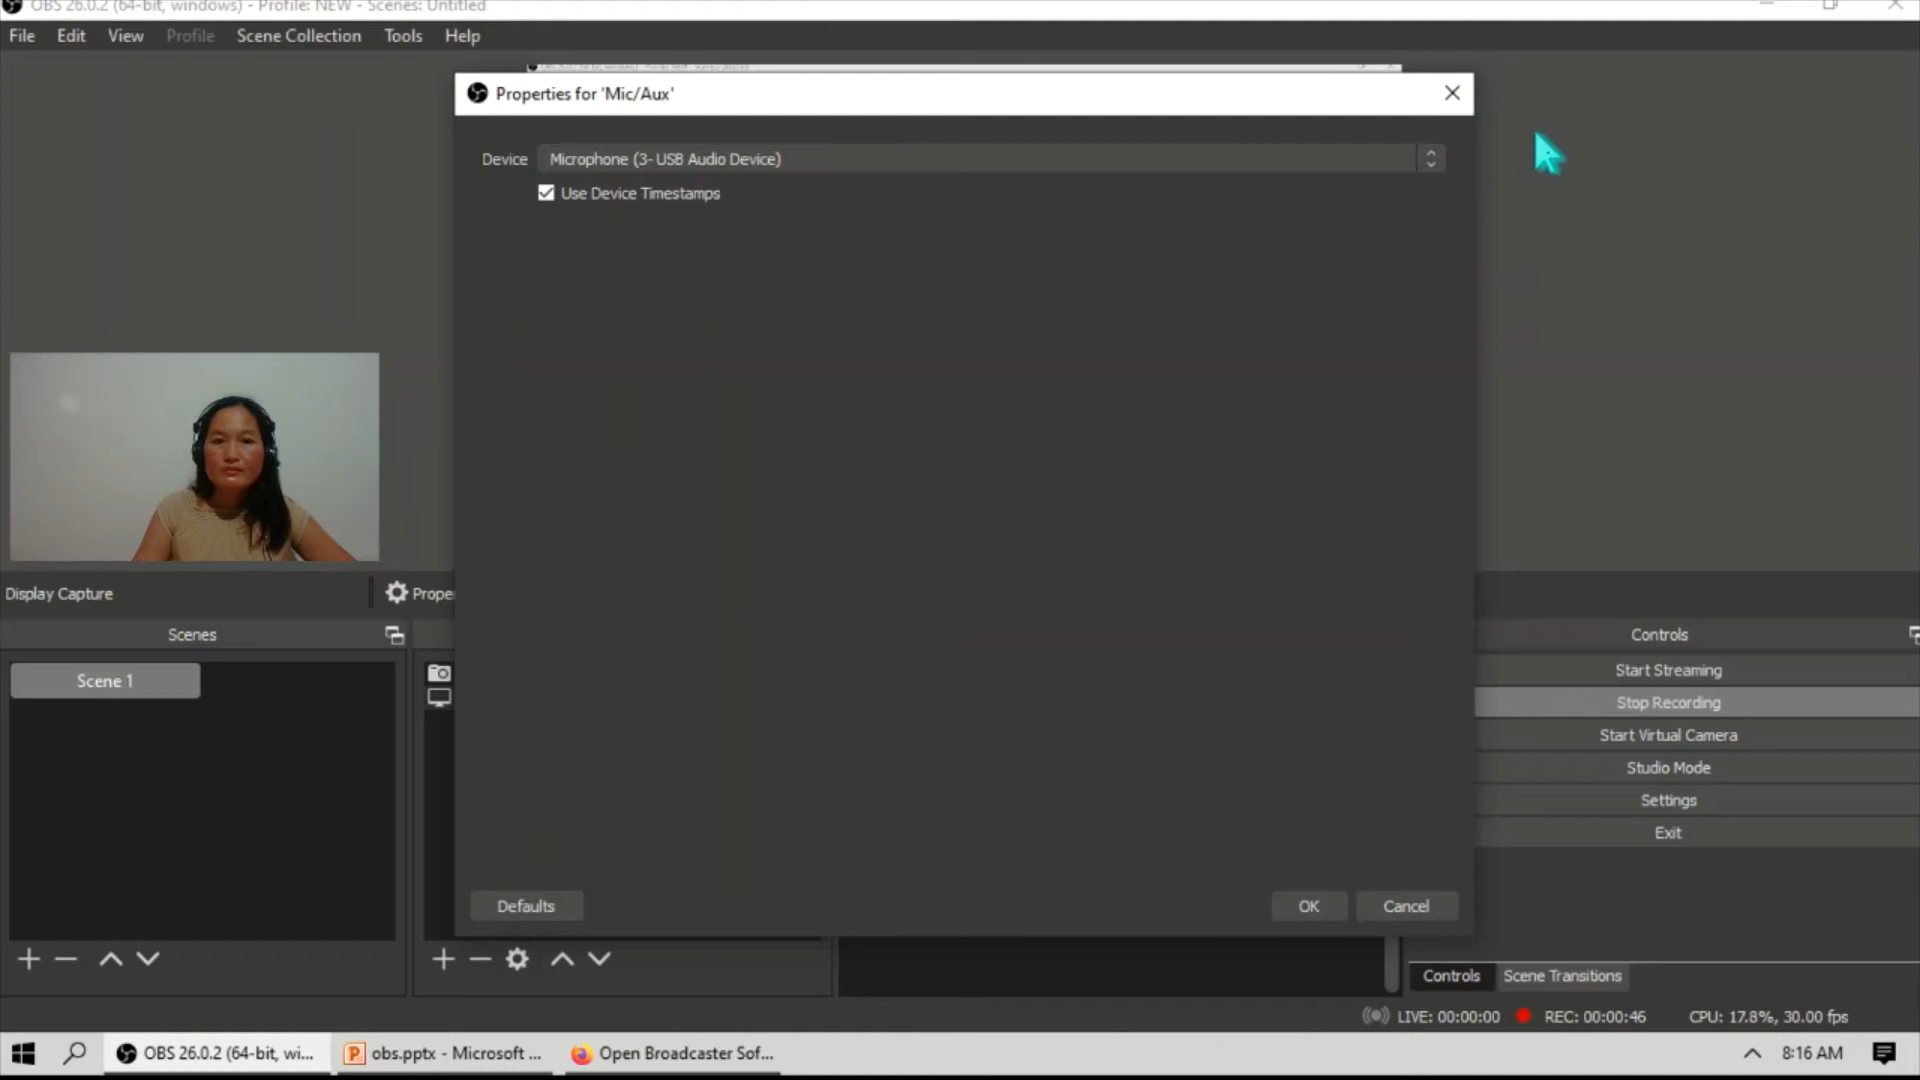 OBS 26.0.2 (64-bit, windows) - Profile: NEW - Scenes: Untitled
File Edit View Profile Scene Collection Tools Help
Properties for 'Mic/Aux'
Device Microphone (3- USB Audio Device)
Use Device Timestamps
Display Capture
Prope
Scenes
Controls
Scene 1
Start Streaming
Stop Recording
Start Virtual Camera
Studio Mode
Settings
Exit
Defaults OK Cancel
Controls Scene Transitions
LIVE: 00:00:00 REC: 00:00:46 CPU: 17.8%, 30.00 fps
OBS 26.0.2 (64-bit, wi... obs.pptx - Microsoft ... Open Broadcaster Sof... 8:16 AM